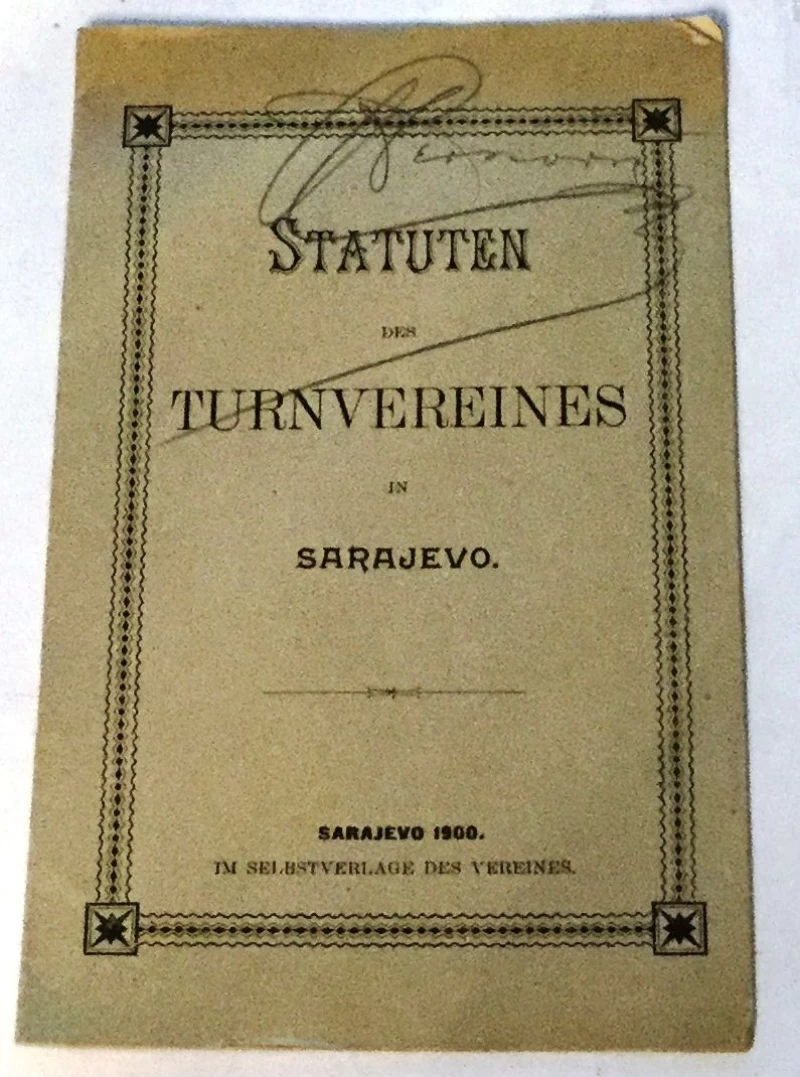 STATUTEN
DES
TURNVEREINES
IN
SARAJEVO.
SARAJEVO 1900.
IM SELBSTVERLAGE DES VEREINES.